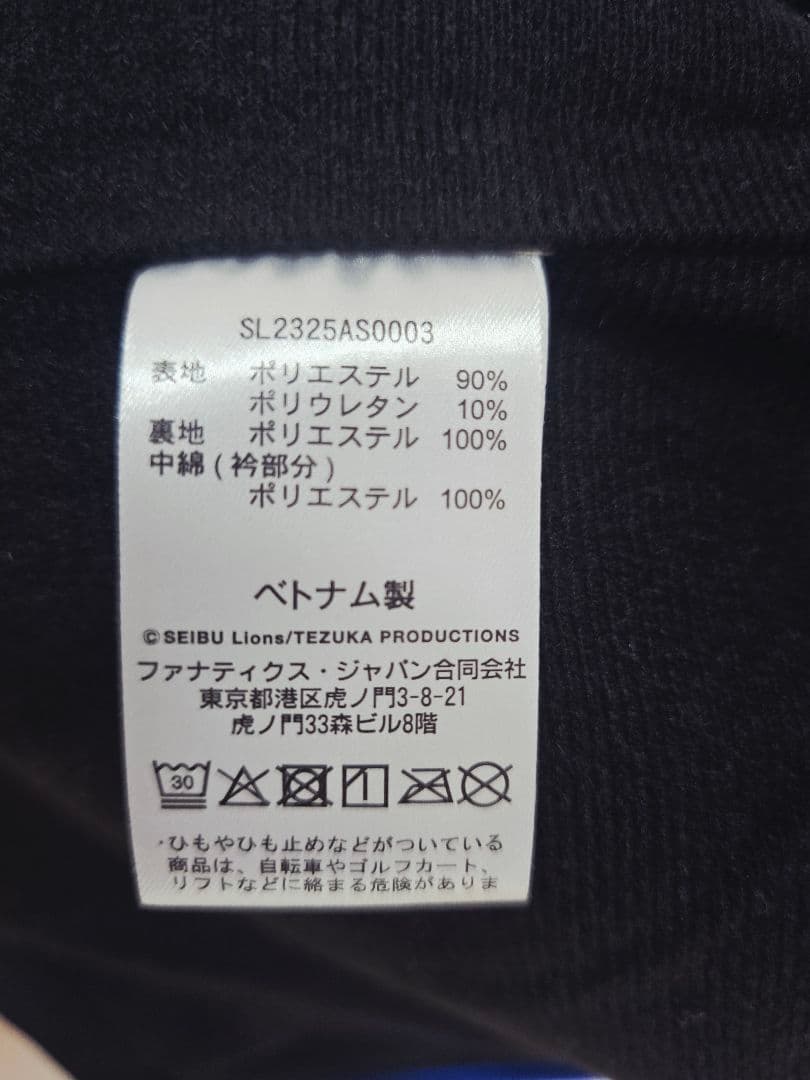 SL2325AS0003
表地 ポリエステル 90%
ポリウレタン 10%
裏地 ポリエステル 100%
中綿(衿部分)
ポリエステル 100%
ベトナム製
©SEIBU Lions/TEZUKA PRODUCTIONS
ファナティクス・ジャパン合同会社
東京都港区虎ノ門3-8-21
虎ノ門33森ビル8階
30
・ひもやひも止めなどがついている
商品は、自転車やゴルフカート、
リフトなどに絡まる危険がありま